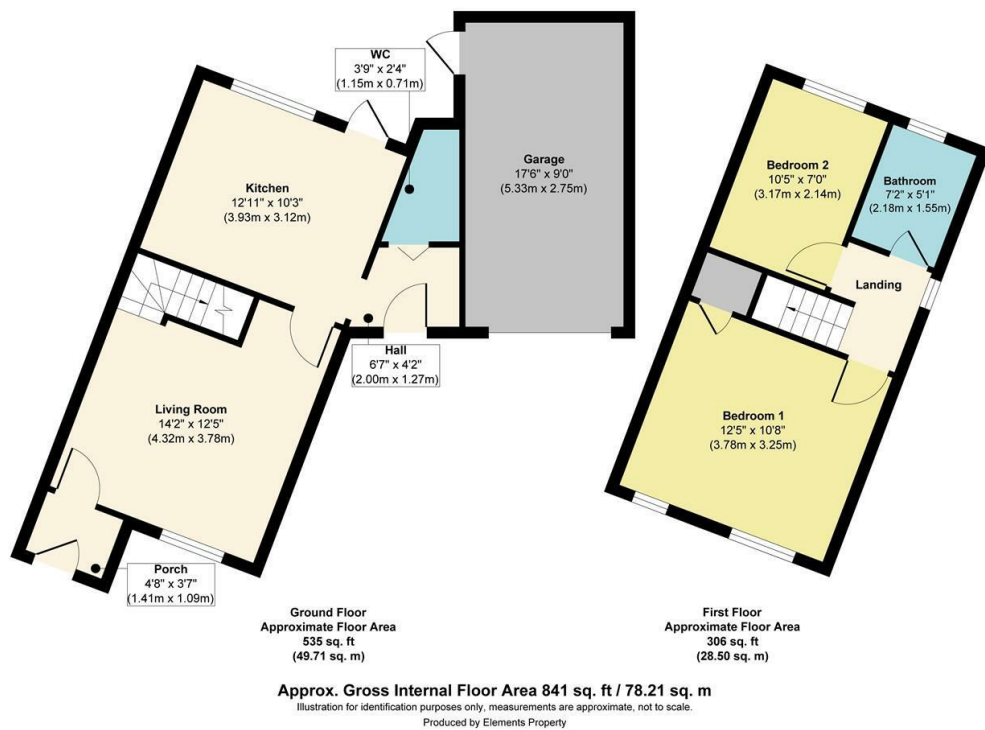 WC
3'9" x 2'4"
(1.15m x 0.71m)
Kitchen
12'11" x 10'3"
(3.93m x 3.12m)
Garage
17'6" x 9'0"
(5.33m x 2.75m)
Hall
6'7" x 4'2"
(2.00m x 1.27m)
Living Room
14'2" x 12'5"
(4.32m x 3.78m)
Porch
4'8" x 3'7"
(1.41m x 1.09m)
Ground Floor
Approximate Floor Area
535 sq. ft
(49.71 sq. m)
Bedroom 2
10'5" x 7'0"
(3.17m x 2.14m)
Bathroom
7'2" x 5'1"
(2.18m x 1.55m)
Landing
Bedroom 1
12'5" x 10'8"
(3.78m x 3.25m)
First Floor
Approximate Floor Area
306 sq. ft
(28.50 sq. m)
Approx. Gross Internal Floor Area 841 sq. ft / 78.21 sq. m
Illustration for identification purposes only, measurements are approximate, not to scale.
Produced by Elements Property